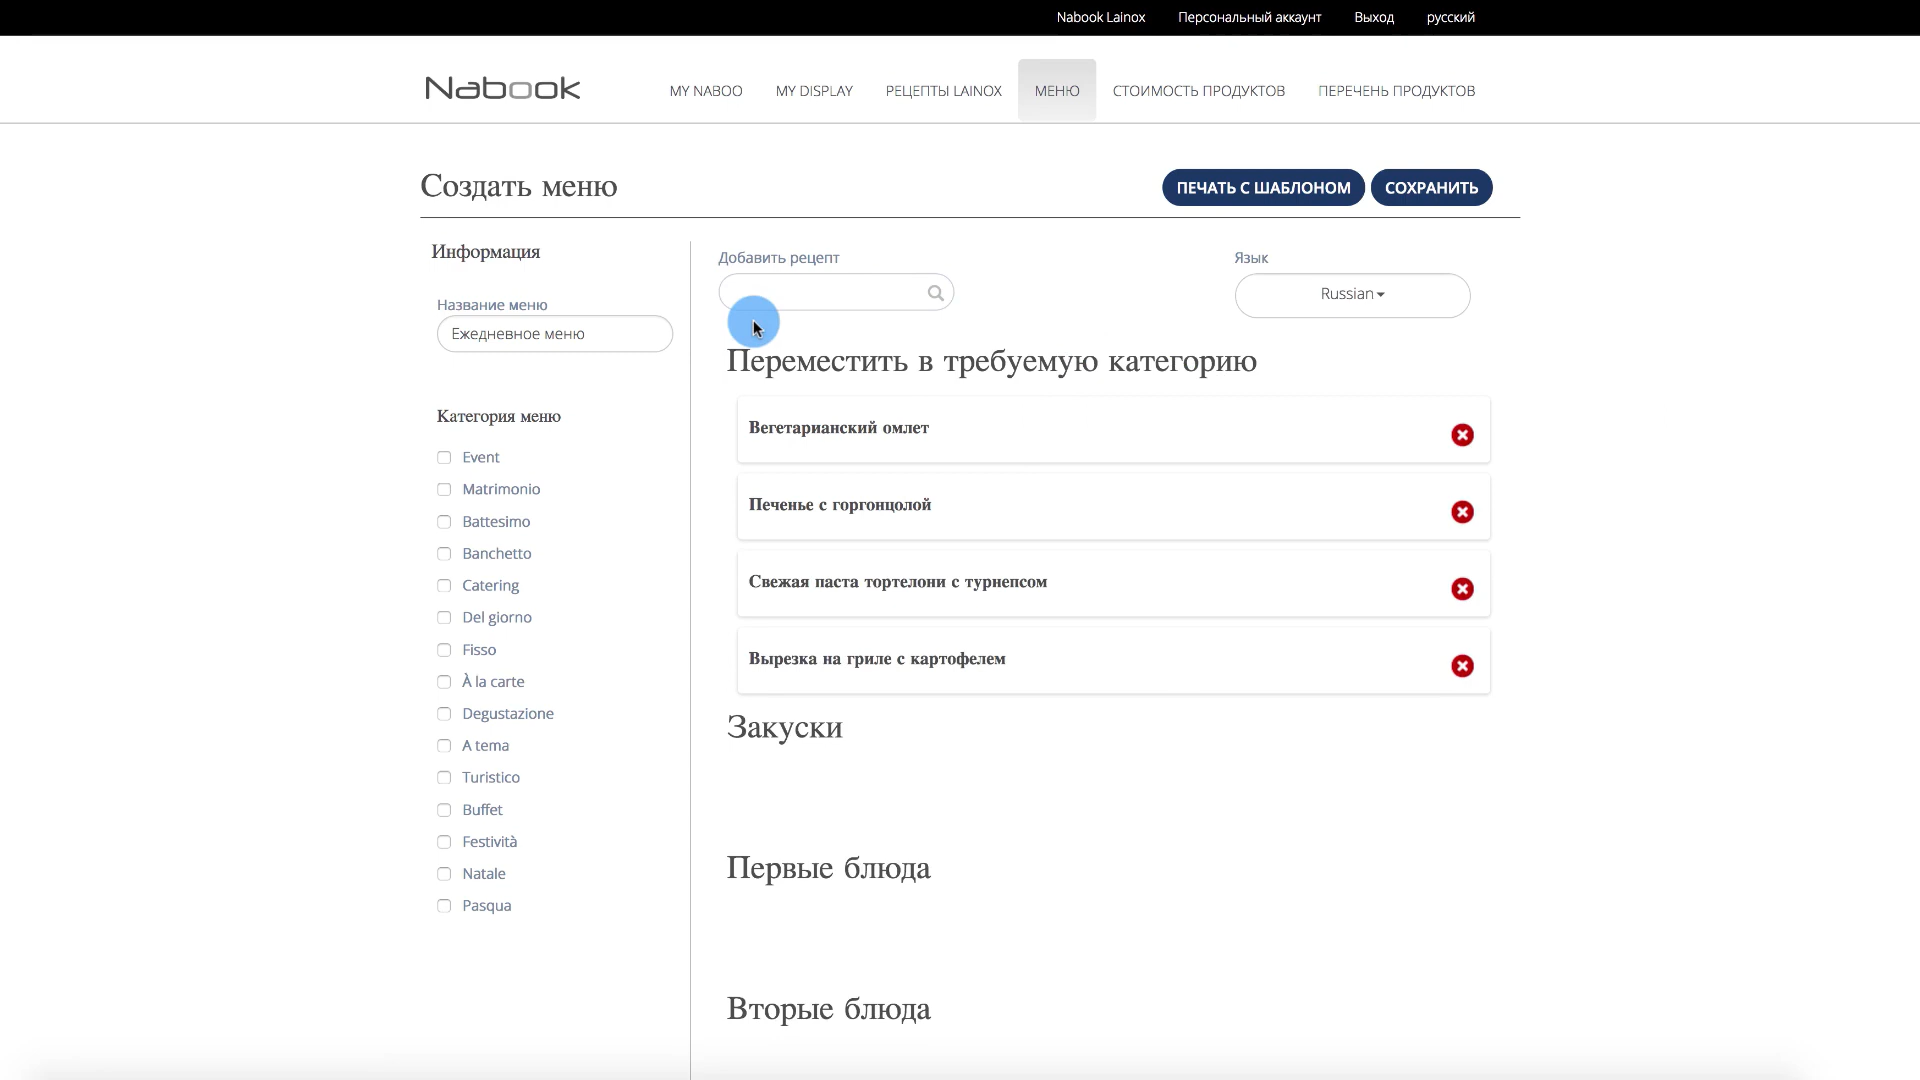 Nabook Lainox Персональный аккаунт Выход русский
Nabook MY NABOO MY DISPLAY РЕЦЕПТЫ LAINOX МЕНЮ СТОИМОСТЬ ПРОДУКТОВ ПЕРЕЧЕНЬ ПРОДУКТОВ
Создать меню ПЕЧАТЬ С ШАБЛОНОМ СОХРАНИТЬ
Информация
Название меню
Ежедневное меню
Категория меню
Event
Matrimonio
Battesimo
Banchetto
Catering
Del giorno
Fisso
À la carte
Degustazione
A tema
Turistico
Buffet
Festività
Natale
Pasqua
Добавить рецепт
Язык
Russian
Переместить в требуемую категорию
Вегетарианский омлет
Печенье с горгонцолой
Свежая паста тортелони с турнепсом
Вырезка на гриле с картофелем
Закуски
Первые блюда
Вторые блюда